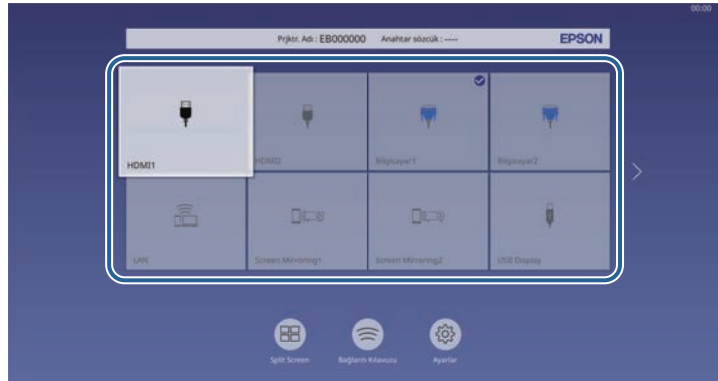 00:00
Prjktr. Adı : EB000000 Anahtar sözcük : ---- EPSON
HDMI1 HDMI2 Bilgisayar1 Bilgisayar2
LAN Screen Mirroring1 Screen Mirroring2 USB Display
Split Screen Bağlantı Kılavuzu Ayarlar